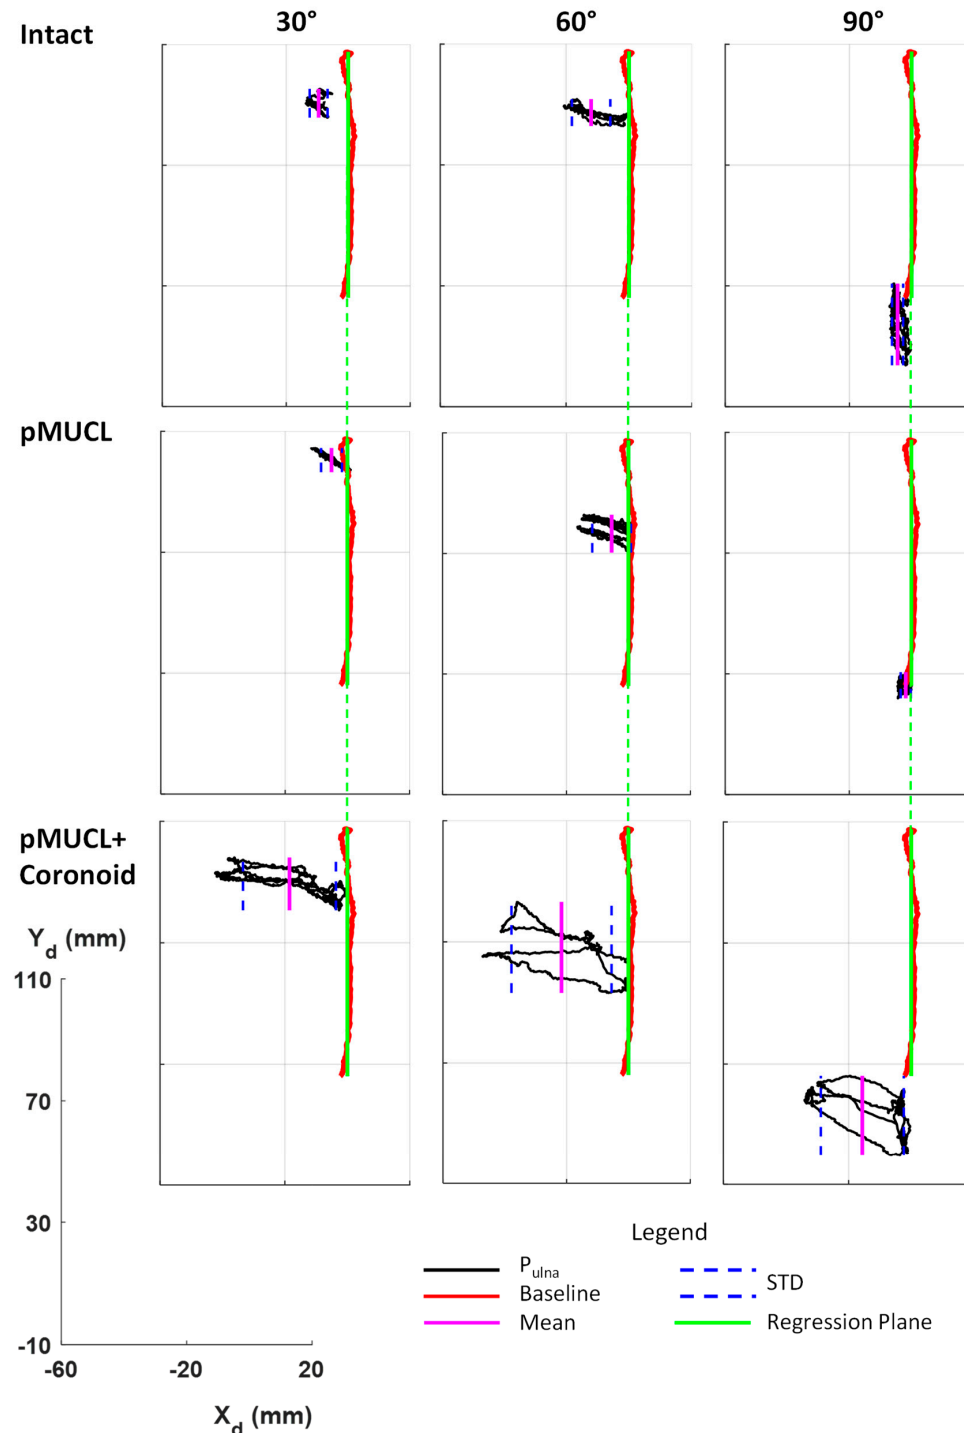 30° 60° 90°
Intact
pMUCL
pMUCL+
Coronoid
Yd (mm)
110
70
30
-10
-60 -20 20
Xd (mm)
Legend
Pulna STD
Baseline
Mean Regression Plane